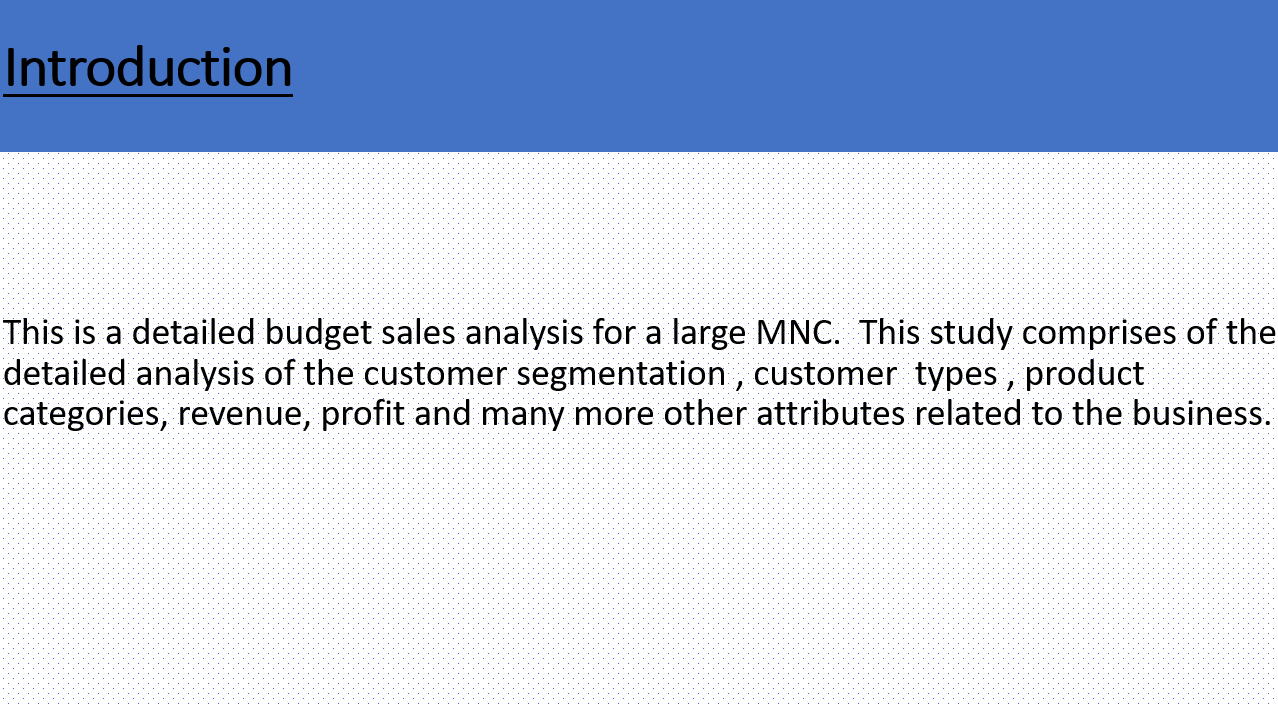 Introduction
This is a detailed budget sales analysis for a large MNC.  This study comprises of the
detailed analysis of the customer segmentation , customer  types , product
categories, revenue, profit and many more other attributes related to the business.